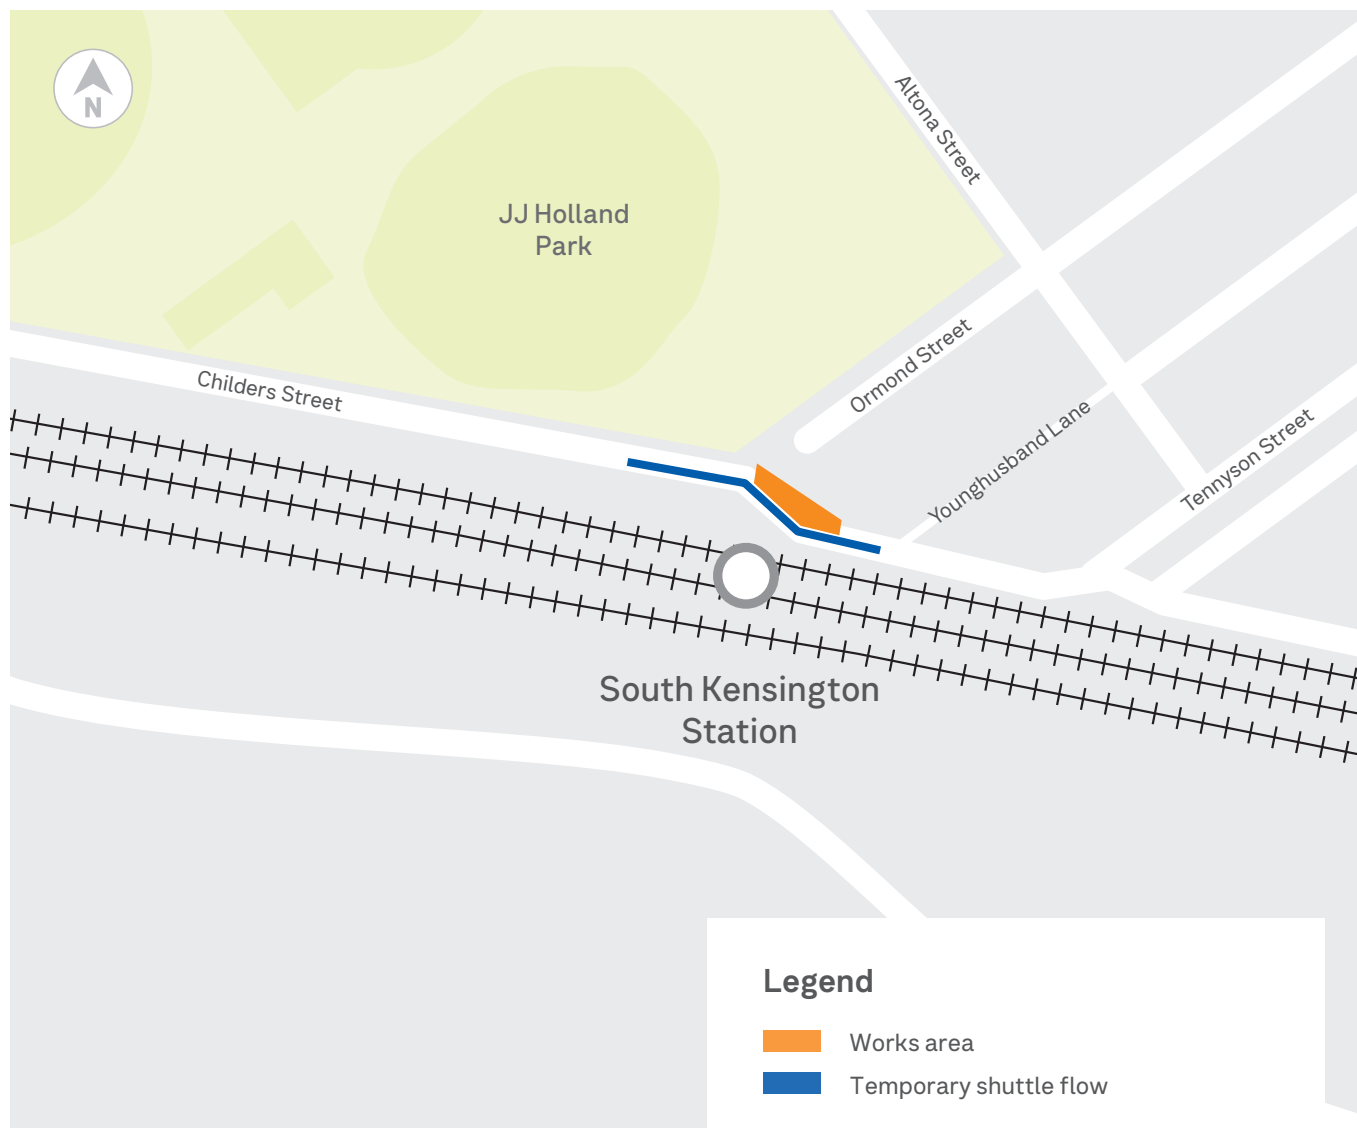 N
Altona Street
JJ Holland
Park
Ormond Street
Childers Street
Younghusband Lane
Tennyson Street
South Kensington
Station
Legend
Works area
Temporary shuttle flow